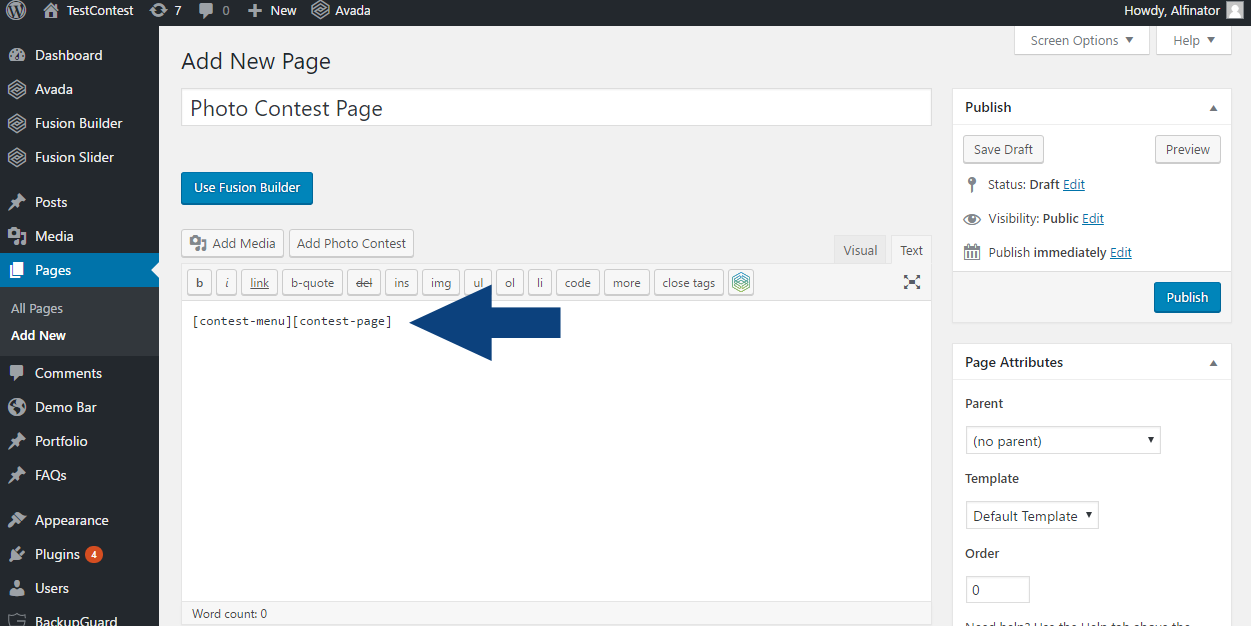 TestContest 7 0 New Avada Howdy, Alfinator
Dashboard
Avada
Fusion Builder
Fusion Slider
Posts
Media
Pages
All Pages
Add New
Comments
Demo Bar
Portfolio
FAQs
Appearance
Plugins 4
Users
BackupGuard
Screen Options Help
Add New Page
Photo Contest Page
Use Fusion Builder
Add Media Add Photo Contest
Visual Text
b i link b-quote del ins img ul ol li code more close tags
[contest-menu][contest-page]
Word count: 0
Publish
Save Draft Preview
Status: Draft Edit
Visibility: Public Edit
Publish immediately Edit
Publish
Page Attributes
Parent
(no parent)
Template
Default Template
Order
0
Need help? Use the Help tab above the